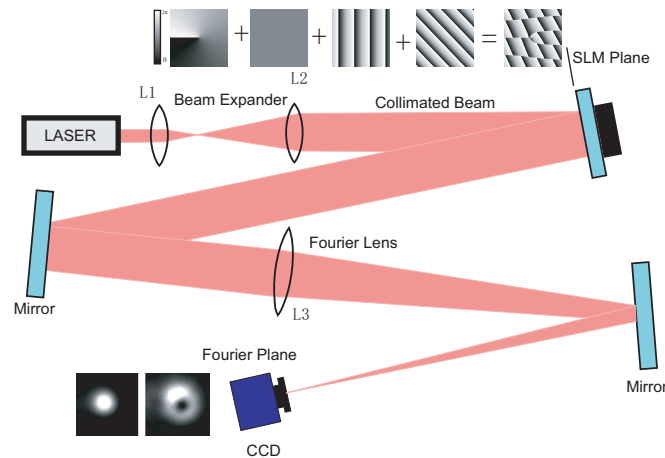 2π
0
+ + + =
SLM Plane
L1
L2
Beam Expander
Collimated Beam
LASER
Fourier Lens
Mirror
L3
Fourier Plane
Mirror
CCD